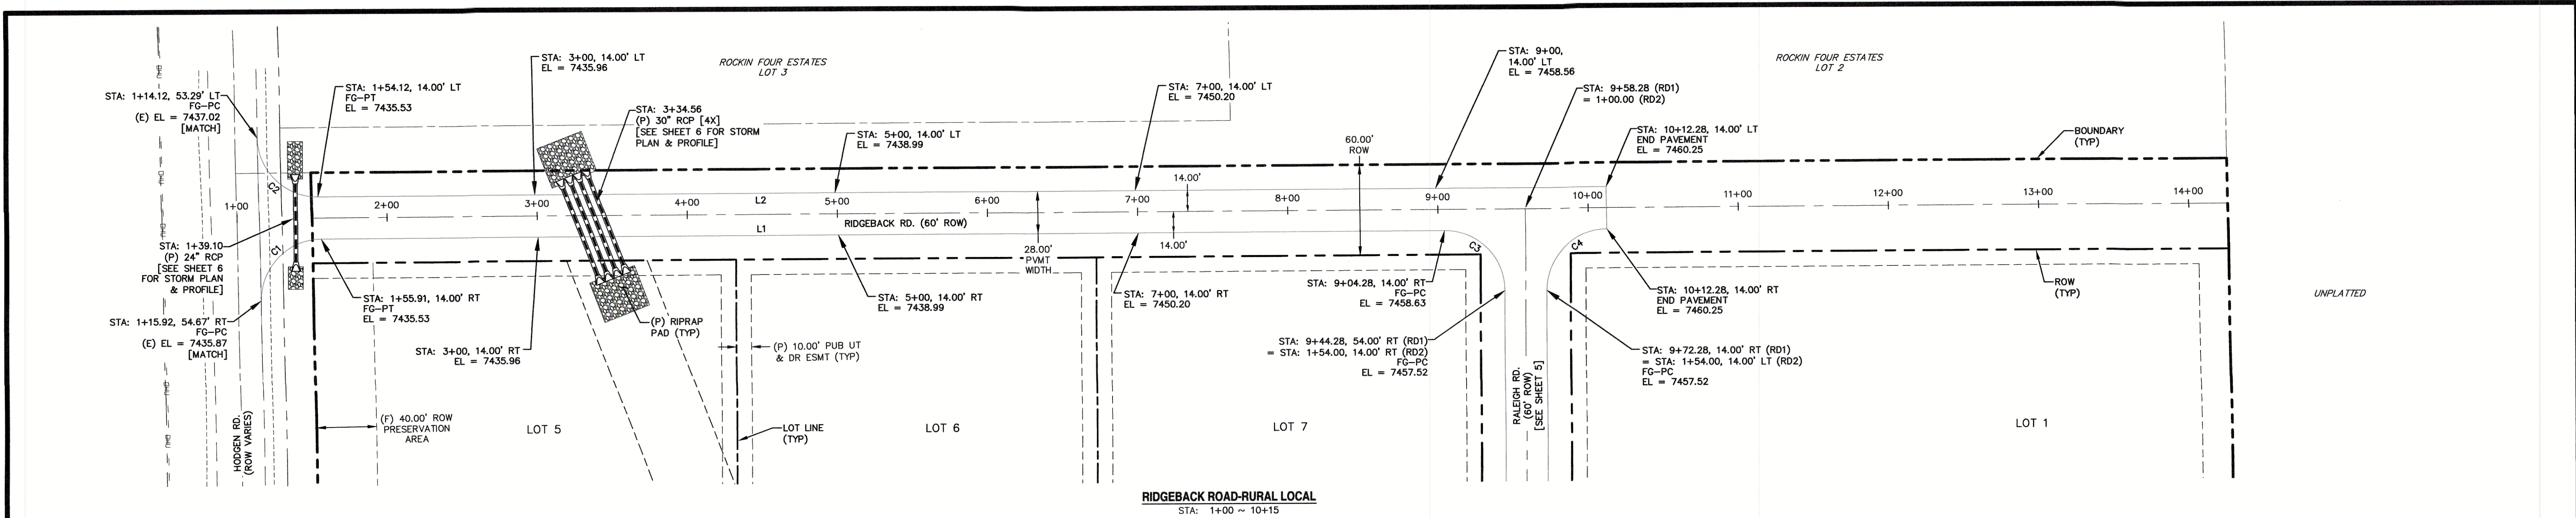 STA: 1+14.12, 53.29' LT
FG-PC
(E) EL = 7437.02
[MATCH]
STA: 1+54.12, 14.00' LT
FG-PT
EL = 7435.53
STA: 3+00, 14.00' LT
EL = 7435.96
ROCKIN FOUR ESTATES
LOT 3
STA: 3+34.56
(P) 30" RCP [4X]
[SEE SHEET 6 FOR STORM
PLAN & PROFILE]
STA: 5+00, 14.00' LT
EL = 7438.99
STA: 7+00, 14.00' LT
EL = 7450.20
60.00'
ROW
STA: 9+00,
14.00' LT
EL = 7458.56
STA: 9+58.28 (RD1)
= 1+00.00 (RD2)
ROCKIN FOUR ESTATES
LOT 2
STA: 10+12.28, 14.00' LT
END PAVEMENT
EL = 7460.25
BOUNDARY
(TYP)
OHU
OHU
OHU
OHU
OHU
C2
1+00
2+00
3+00
4+00
L2
5+00
6+00
7+00
14.00'
8+00
9+00
10+00
11+00
12+00
13+00
14+00
L1
RIDGEBACK RD. (60' ROW)
14.00'
28.00'
PVMT
WIDTH
C1
C3
C4
STA: 1+39.10
(P) 24" RCP
[SEE SHEET 6
FOR STORM PLAN
& PROFILE]
STA: 1+15.92, 54.67' RT
FG-PC
(E) EL = 7435.87
[MATCH]
STA: 1+55.91, 14.00' RT
FG-PT
EL = 7435.53
STA: 3+00, 14.00' RT
EL = 7435.96
(P) RIPRAP
PAD (TYP)
(P) 10.00' PUB UT
& DR ESMT (TYP)
STA: 5+00, 14.00' RT
EL = 7438.99
STA: 7+00, 14.00' RT
EL = 7450.20
STA: 9+04.28, 14.00' RT
FG-PC
EL = 7458.63
STA: 9+44.28, 54.00' RT (RD1)
= STA: 1+54.00, 14.00' RT (RD2)
FG-PC
EL = 7457.52
STA: 10+12.28, 14.00' RT
END PAVEMENT
EL = 7460.25
STA: 9+72.28, 14.00' RT (RD1)
= STA: 1+54.00, 14.00' LT (RD2)
FG-PC
EL = 7457.52
ROW
(TYP)
UNPLATTED
HODGEN RD.
(ROW VARIES)
(F) 40.00' ROW
PRESERVATION
AREA
LOT 5
LOT LINE
(TYP)
LOT 6
LOT 7
RALEIGH RD.
(60' ROW)
[SEE SHEET 5]
LOT 1
RIDGEBACK ROAD-RURAL LOCAL
STA: 1+00 ~ 10+15